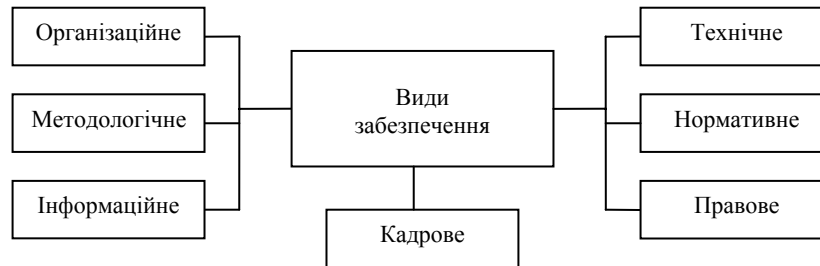 Організаційне
Методологічне
Інформаційне
Види
забезпечення
Кадрове
Технічне
Нормативне
Правове